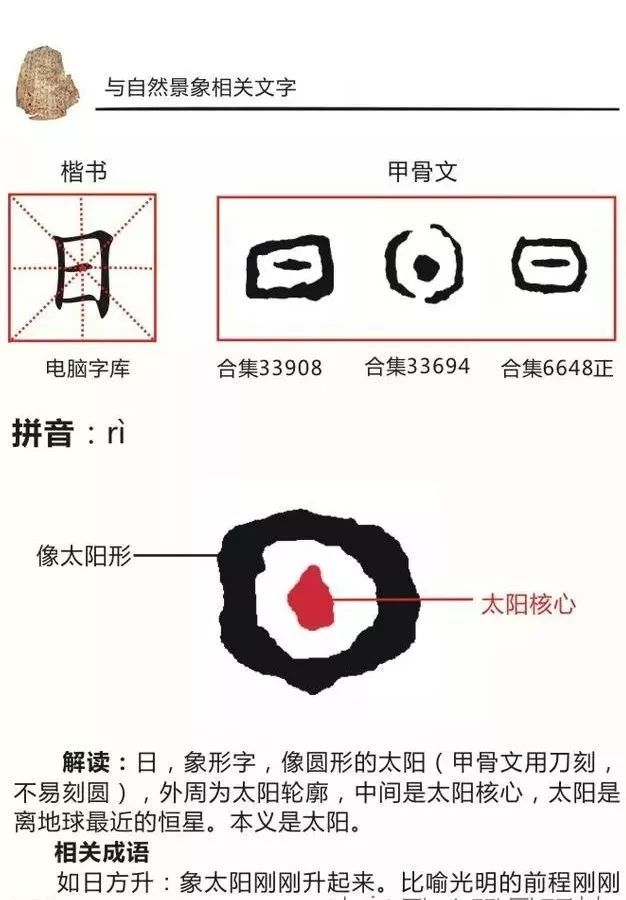 与自然景象相关文字
楷书
甲骨文
日
电脑字库
合集33908
合集33694
合集6648正
拼音：rì
像太阳形
太阳核心
解读：日，象形字，像圆形的太阳（甲骨文用刀刻，
不易刻圆），外周为太阳轮廓，中间是太阳核心，太阳是
离地球最近的恒星。本义是太阳。
相关成语
如日方升：象太阳刚刚升起来。比喻光明的前程刚刚